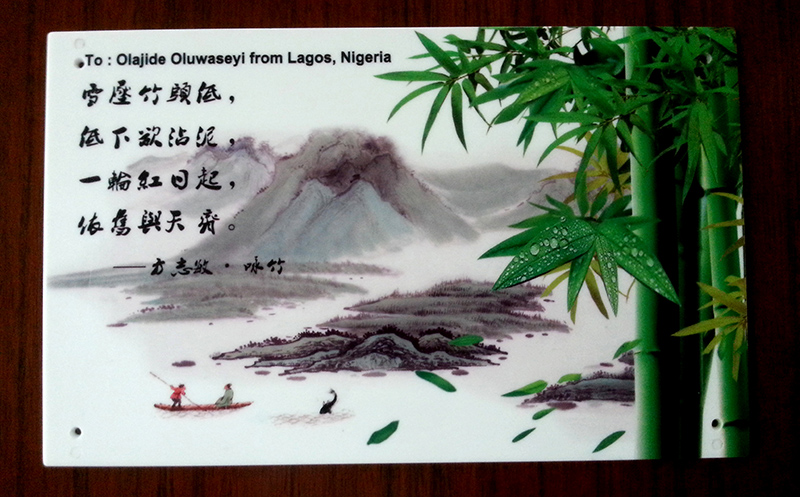 To : Olajide Oluwaseyi from Lagos, Nigeria
雪壓竹頭低，
低下欲沾泥，
一輪紅日起，
依舊與天齊。
——方志敏·咏竹